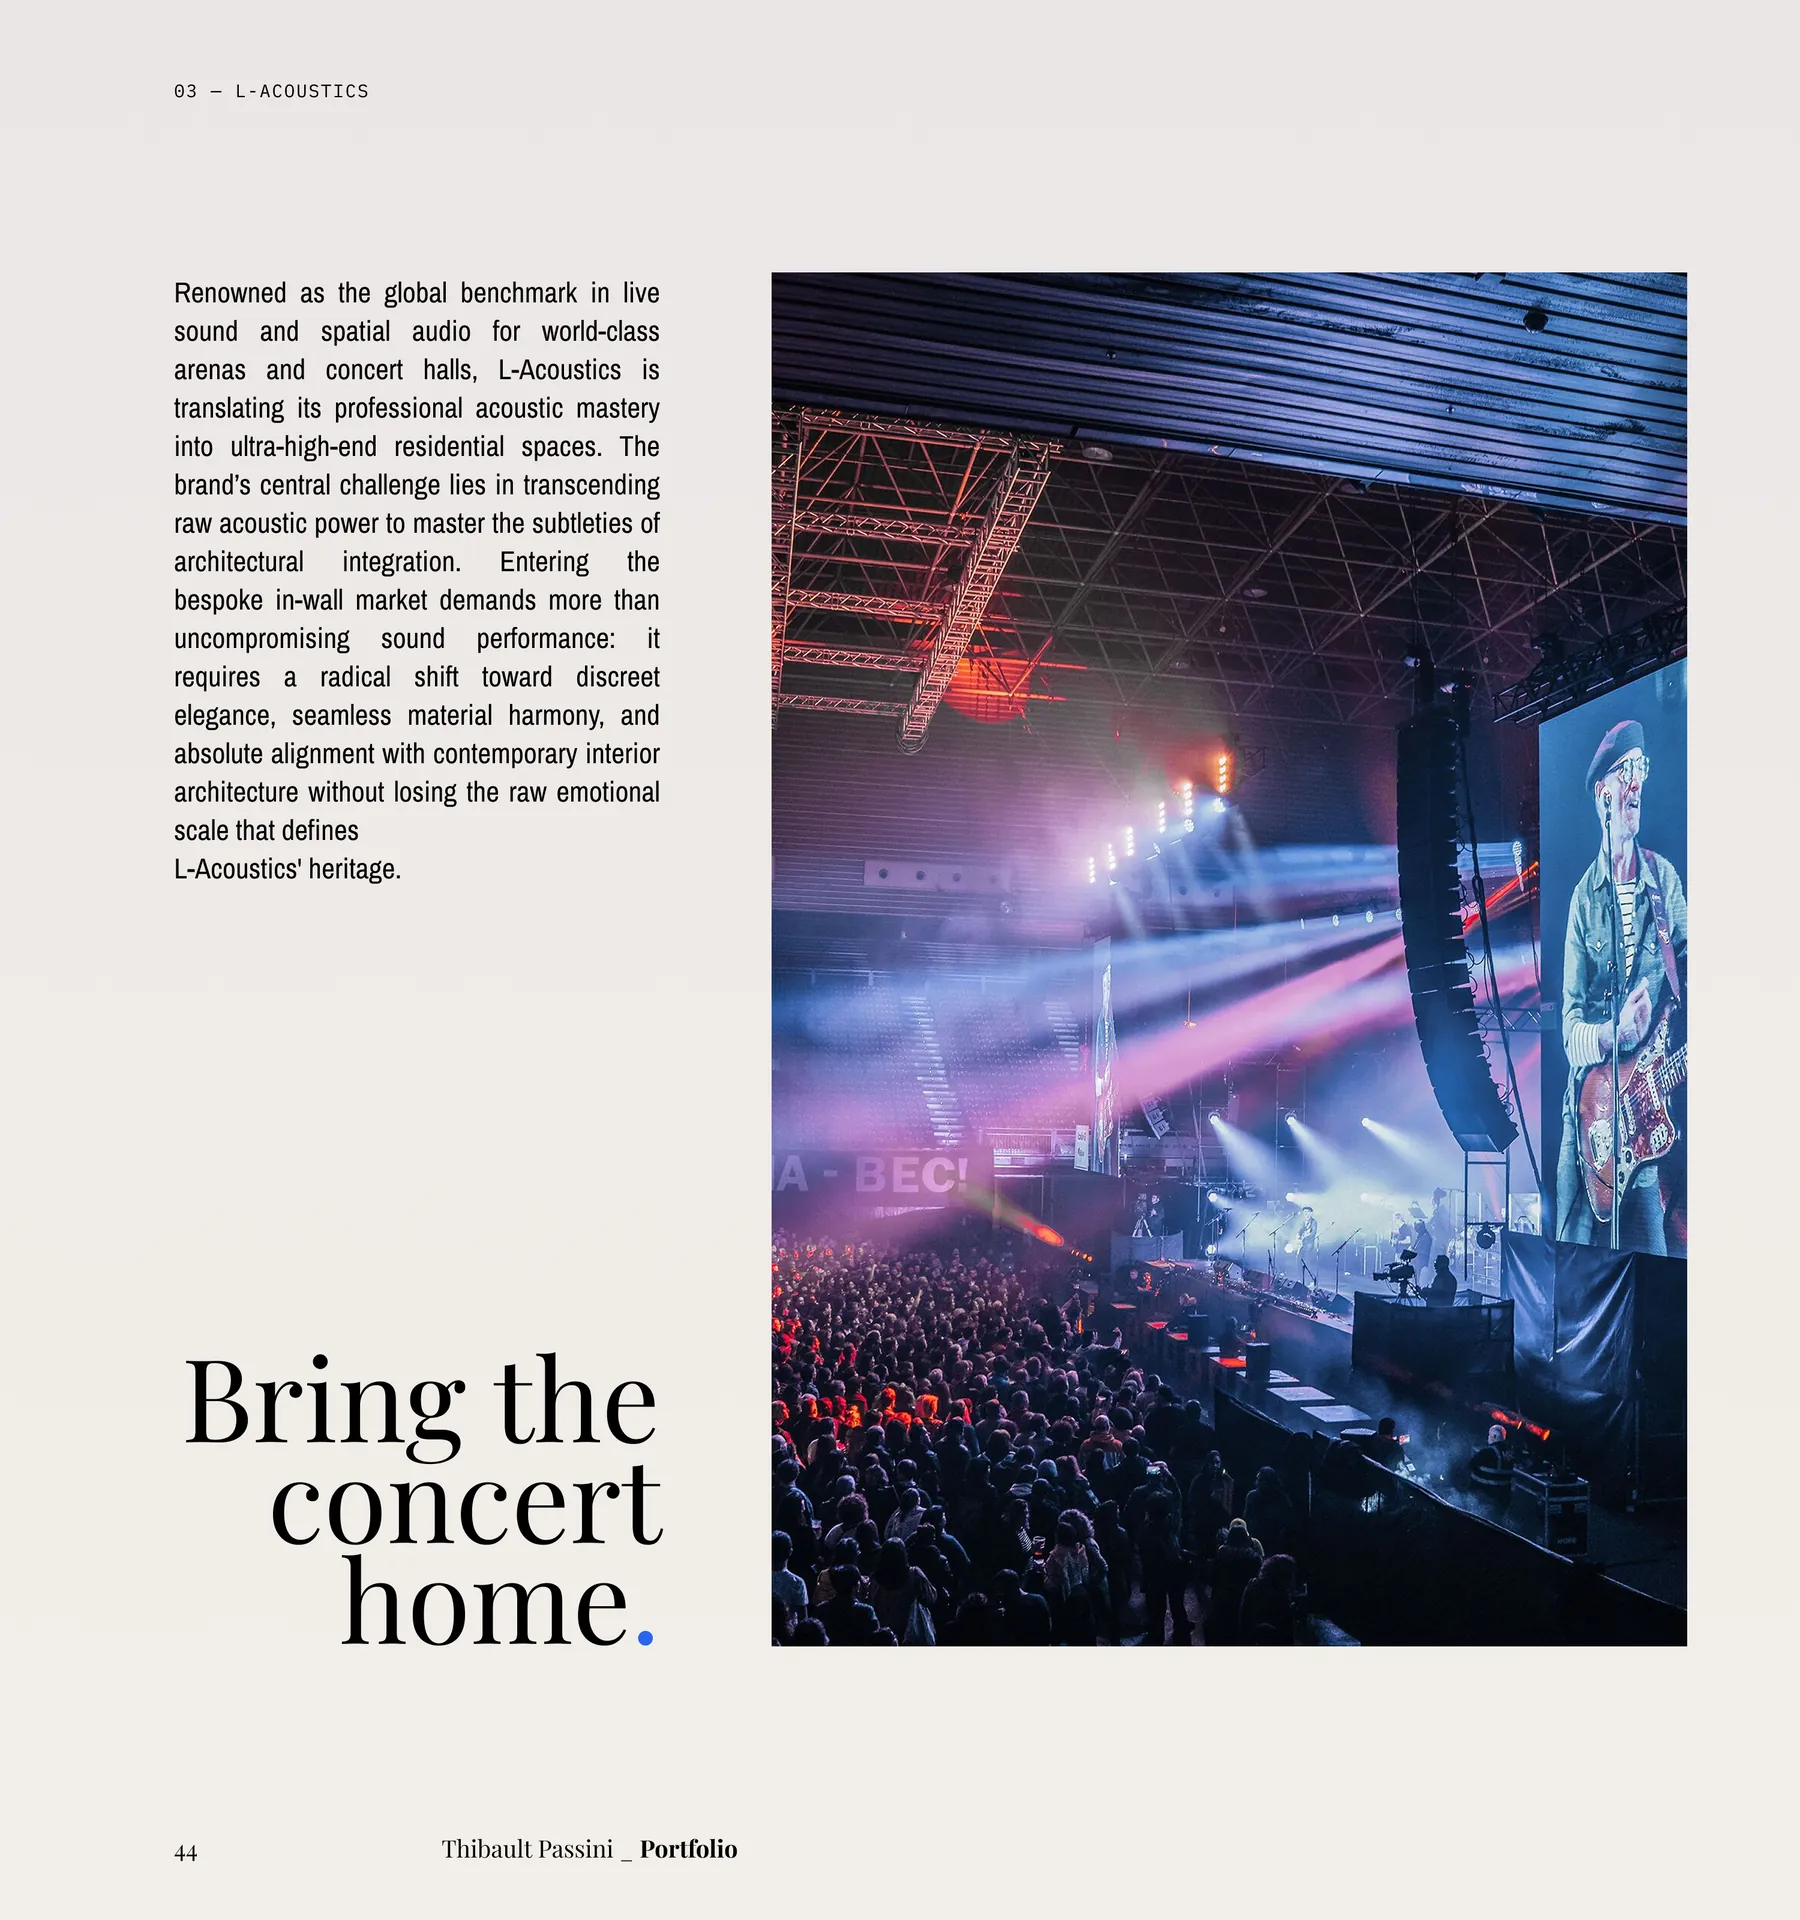 03 — L-ACOUSTICS
Renowned as the global benchmark in live
sound and spatial audio for world-class
arenas and concert halls, L-Acoustics is
translating its professional acoustic mastery
into ultra-high-end residential spaces. The
brand’s central challenge lies in transcending
raw acoustic power to master the subtleties of
architectural integration. Entering the
bespoke in-wall market demands more than
uncompromising sound performance: it
requires a radical shift toward discreet
elegance, seamless material harmony, and
absolute alignment with contemporary interior
architecture without losing the raw emotional
scale that defines
L-Acoustics' heritage.
A - BEC!
Bring the
concert
home.
44
Thibault Passini _ Portfolio